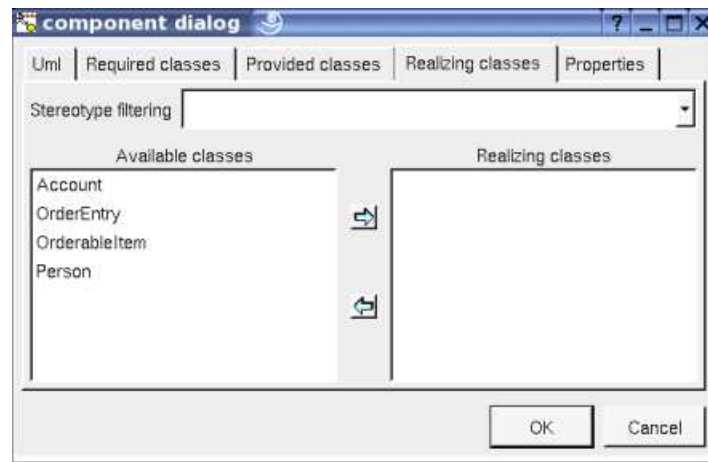 component dialog ?
Uml Required classes Provided classes Realizing classes Properties
Stereotype filtering
Available classes Realizing classes
Account
OrderEntry
OrderableItem
Person
OK Cancel